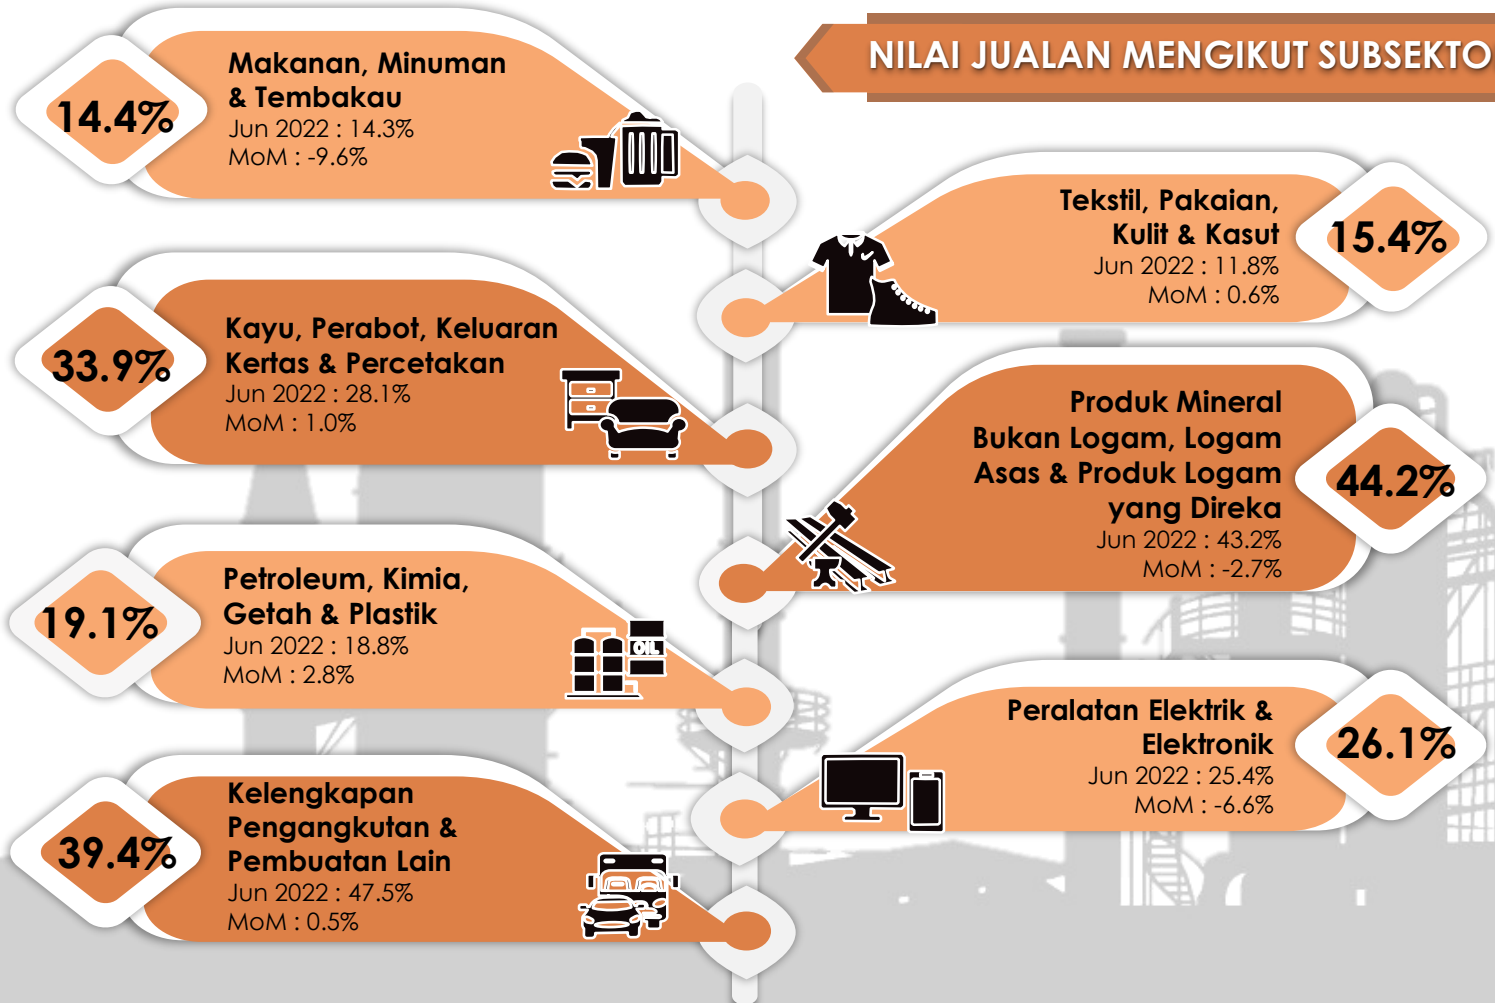 NILAI JUALAN MENGIKUT SUBSEKTO
14.4%
Makanan, Minuman
& Tembakau
Jun 2022 : 14.3%
MoM : -9.6%
Tekstil, Pakaian,
Kulit & Kasut
Jun 2022 : 11.8%
MoM : 0.6%
15.4%
33.9%
Kayu, Perabot, Keluaran
Kertas & Percetakan
Jun 2022 : 28.1%
MoM : 1.0%
Produk Mineral
Bukan Logam, Logam
Asas & Produk Logam
yang Direka
Jun 2022 : 43.2%
MoM : -2.7%
44.2%
19.1%
Petroleum, Kimia,
Getah & Plastik
Jun 2022 : 18.8%
MoM : 2.8%
OIL
Peralatan Elektrik &
Elektronik
Jun 2022 : 25.4%
MoM : -6.6%
26.1%
39.4%
Kelengkapan
Pengangkutan &
Pembuatan Lain
Jun 2022 : 47.5%
MoM : 0.5%